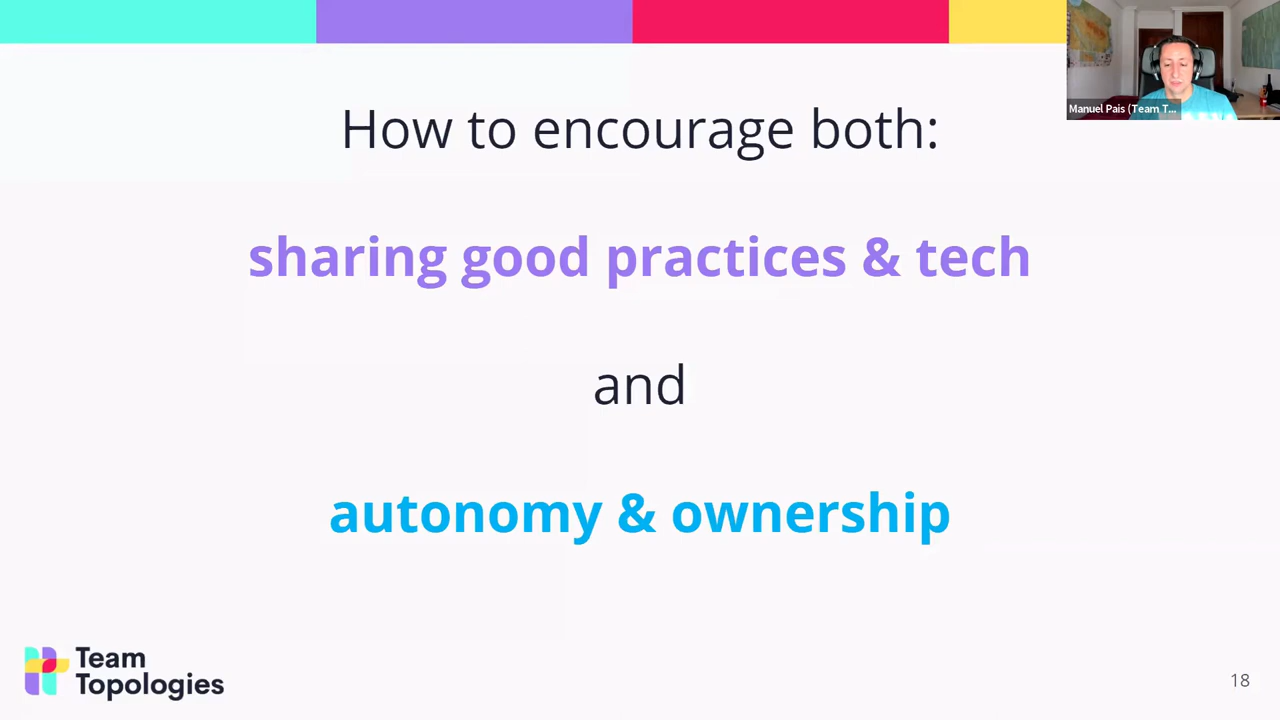 Manuel Pais (Team T...
How to encourage both:
sharing good practices & tech
and
autonomy & ownership
Team
Topologies
18